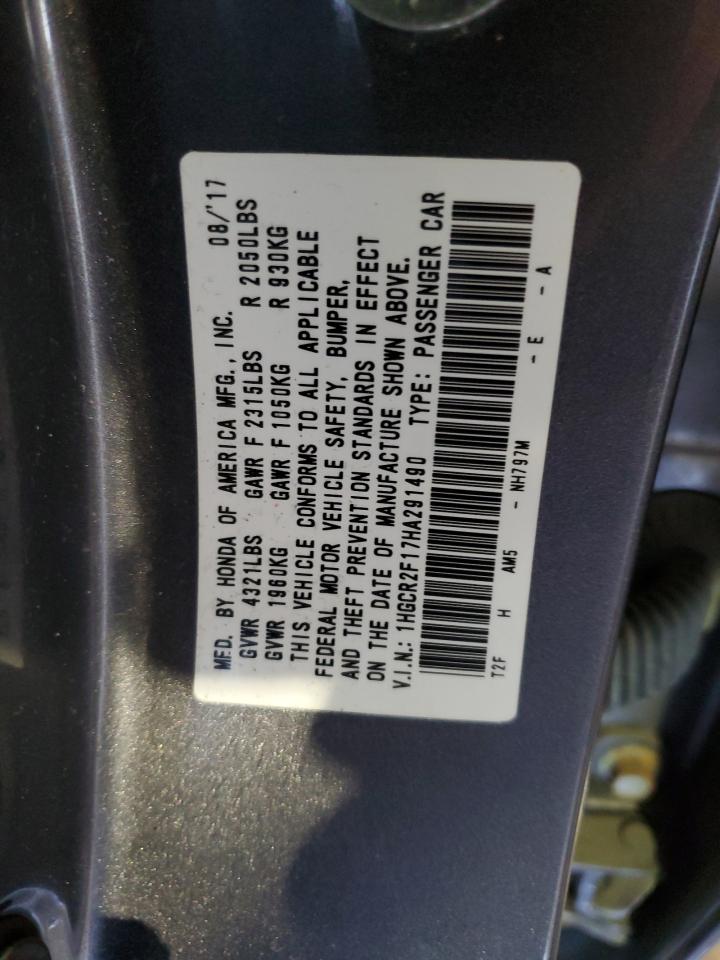 MFD. BY HONDA OF AMERICA MFG., INC. 08/'17
GVWR 4321LBS GAWR F 2315LBS R 2050LBS
GVWR 1960KG GAWR F 1050KG R 930KG
THIS VEHICLE CONFORMS TO ALL APPLICABLE
FEDERAL MOTOR VEHICLE SAFETY, BUMPER,
AND THEFT PREVENTION STANDARDS IN EFFECT
ON THE DATE OF MANUFACTURE SHOWN ABOVE.
V.I.N.: 1HGCR2F17HA291490 TYPE: PASSENGER CAR
T2F H AM5 - NH797M - E - A